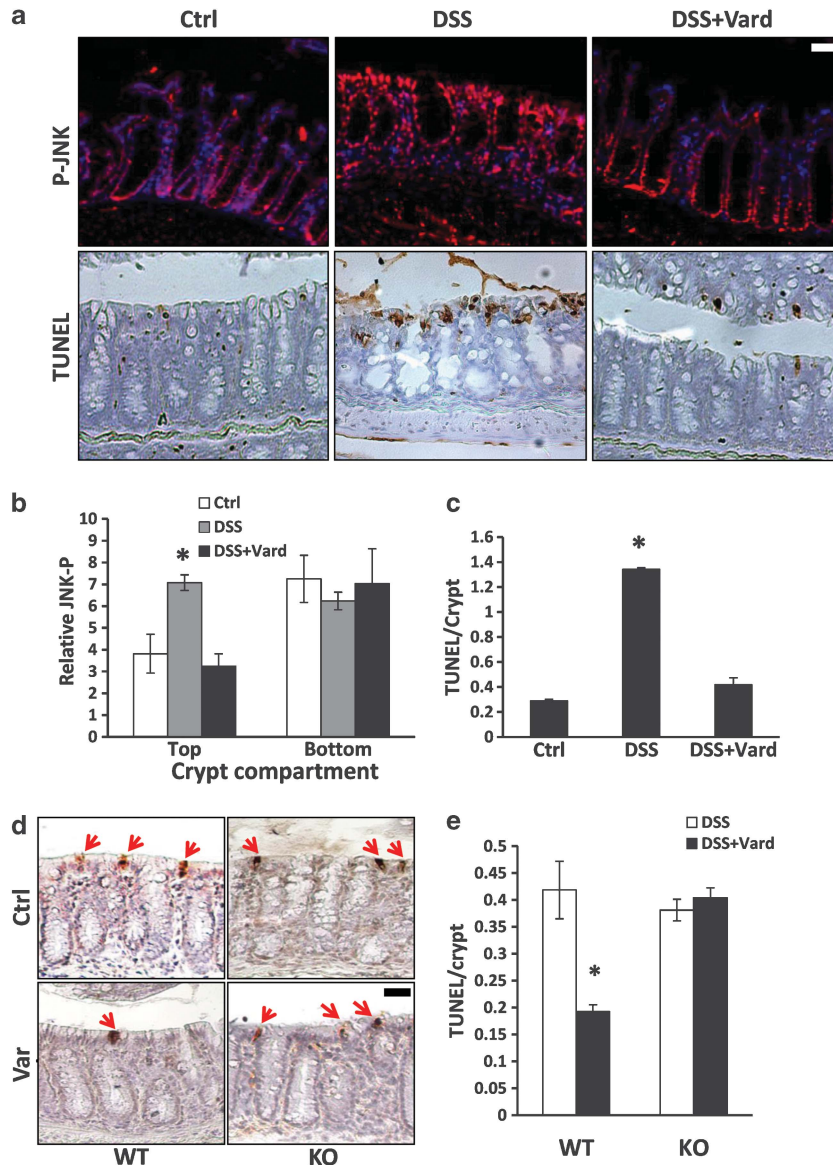 a
Ctrl DSS DSS+Vard
P-JNK
TUNEL
b
Ctrl
DSS
DSS+Vard
*
Relative JNK-P
10
9
8
7
6
5
4
3
2
1
0
Top Bottom
Crypt compartment
c
*
TUNEL/Crypt
1.6
1.4
1.2
1
0.8
0.6
0.4
0.2
0
Ctrl DSS DSS+Vard
d
Ctrl
Var
WT KO
e
DSS
DSS+Vard
*
TUNEL/crypt
0.5
0.45
0.4
0.35
0.3
0.25
0.2
0.15
0.1
0.05
0
WT KO